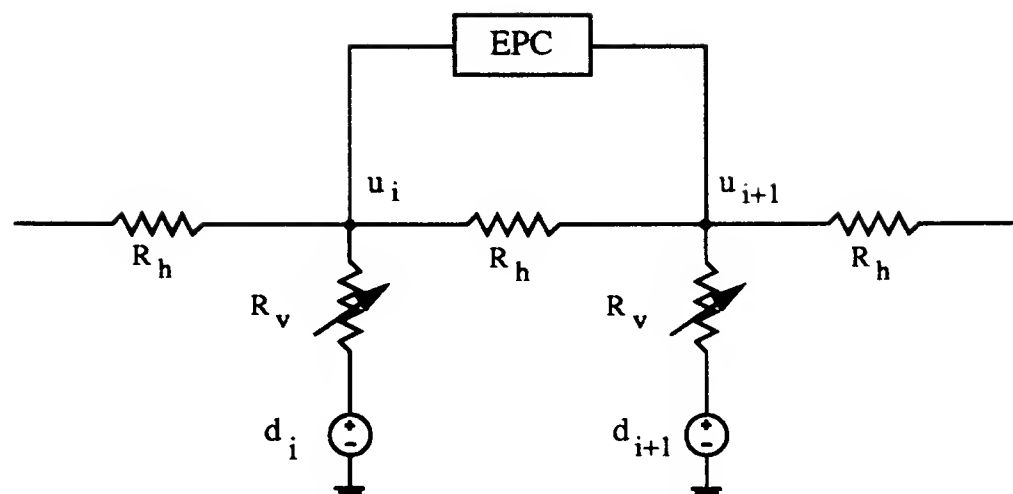 EPC
u i
u i+1
R h
R h
R h
R v
R v
+
-
+
-
d i
d i+1